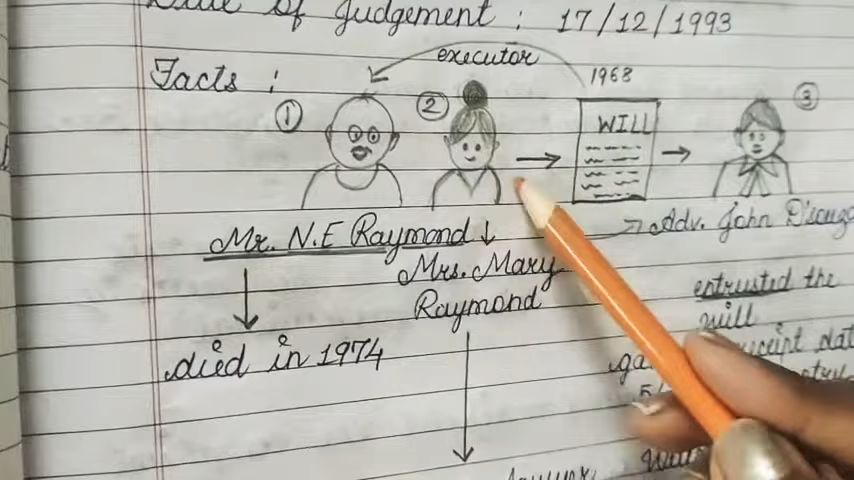 Date of Judgement : 17/12/1993
executor
1968
Facts :
① ② ③
WILL
Mr. N.E Raymond
Adv. John D'souza
Mrs. Mary
Raymond
entrusted the
will
died in 1974